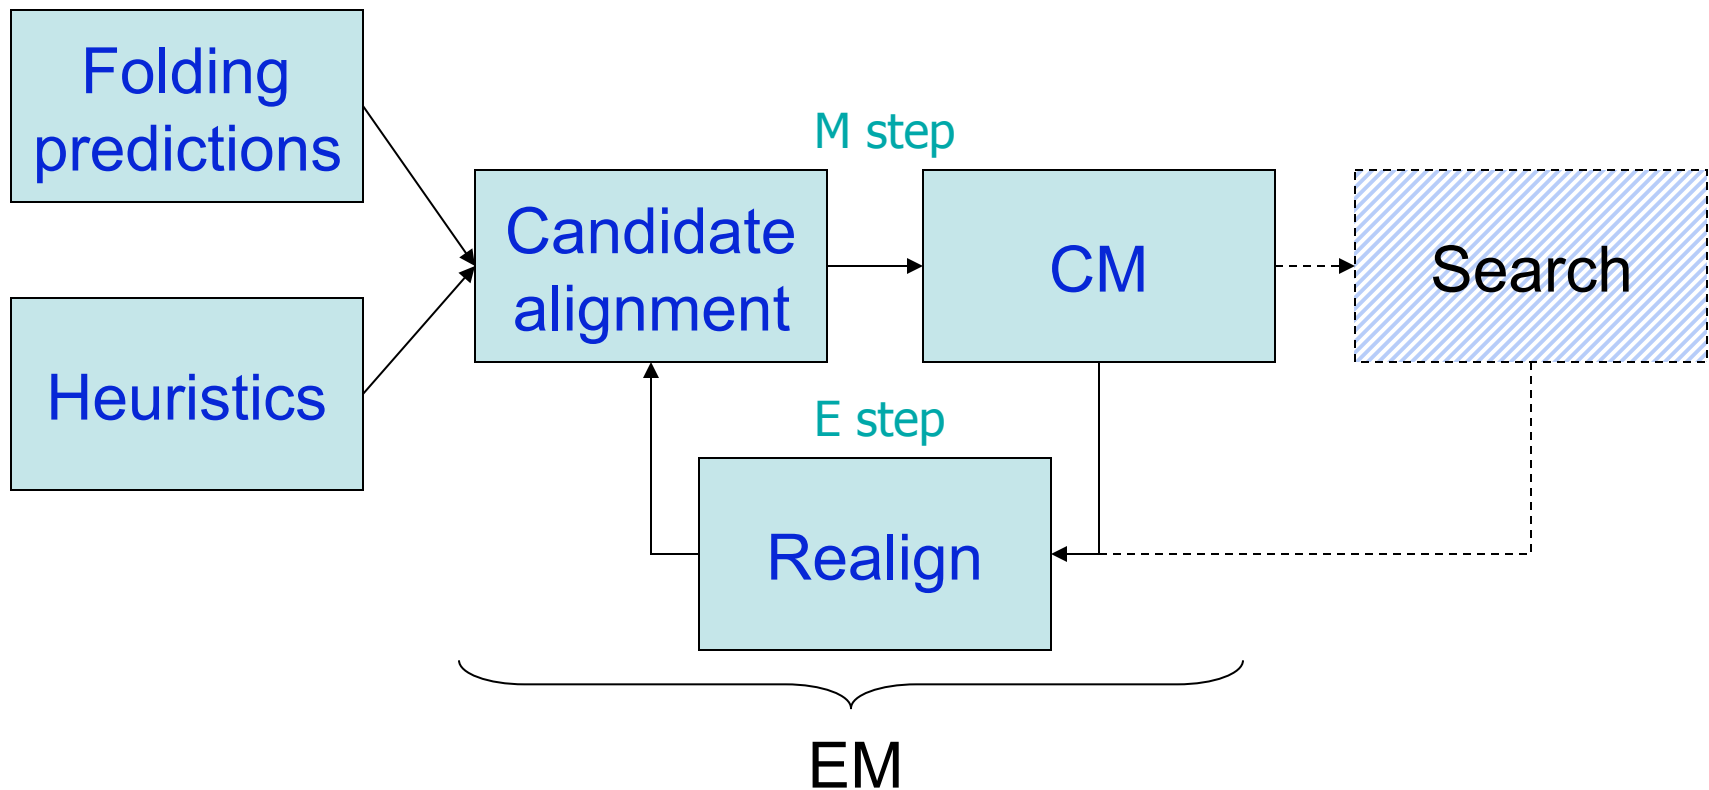 Folding
predictions
Heuristics
Candidate
alignment
M step
CM
Search
E step
Realign
EM